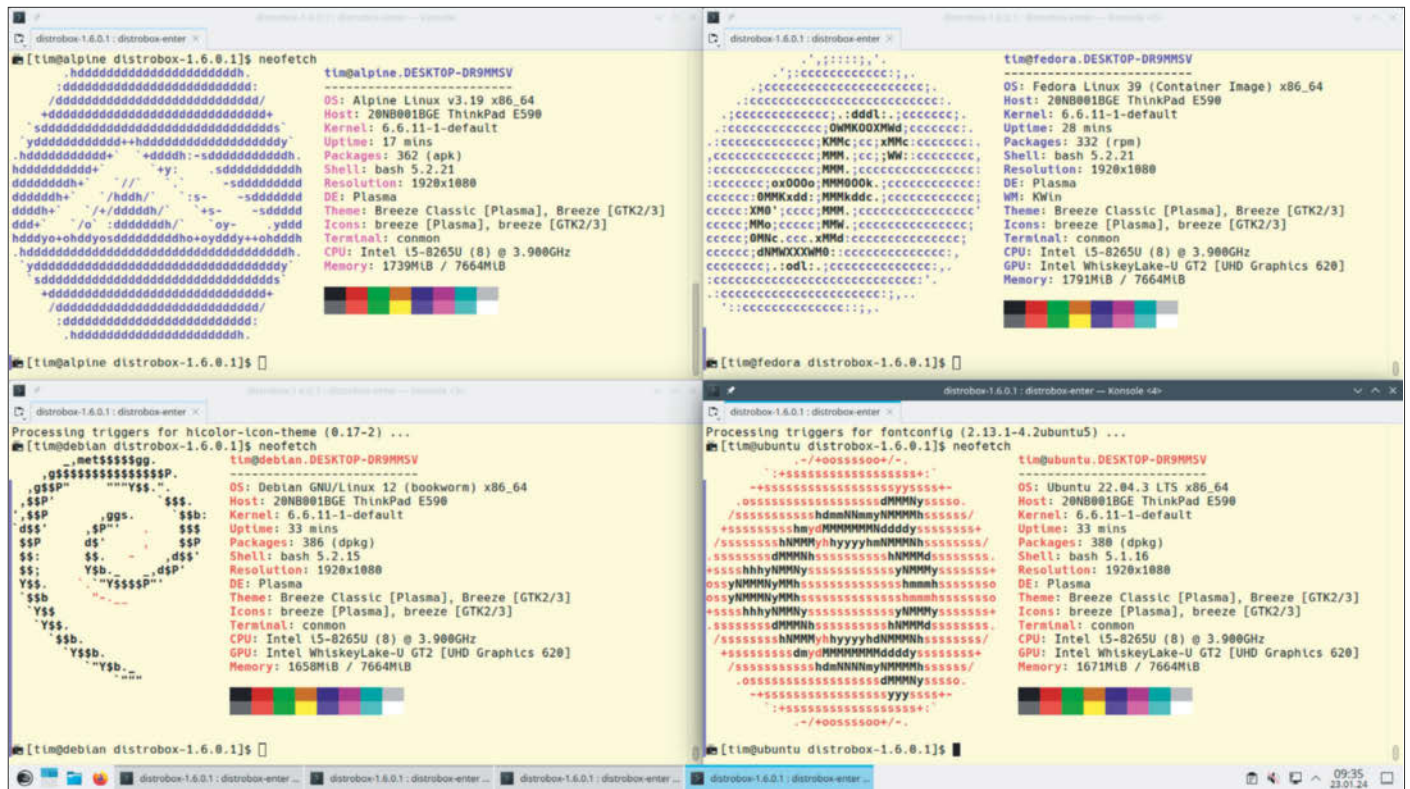 distrobox-1.6.0.1 : distrobox-enter
[tim@alpine distrobox-1.6.0.1]$ neofetch
tim@alpine.DESKTOP-DR9MMSV
OS: Alpine Linux v3.19 x86_64
Host: 20NB001BGE ThinkPad E590
Kernel: 6.6.11-1-default
Uptime: 17 mins
Packages: 362 (apk)
Shell: bash 5.2.21
Resolution: 1920x1080
DE: Plasma
Theme: Breeze Classic [Plasma], Breeze [GTK2/3]
Icons: breeze [Plasma], breeze [GTK2/3]
Terminal: conmon
CPU: Intel i5-8265U (8) @ 3.900GHz
Memory: 1739MiB / 7664MiB
[tim@alpine distrobox-1.6.0.1]$
distrobox-1.6.0.1 : distrobox-enter
tim@fedora.DESKTOP-DR9MMSV
OS: Fedora Linux 39 (Container Image) x86_64
Host: 20NB001BGE ThinkPad E590
Kernel: 6.6.11-1-default
Uptime: 28 mins
Packages: 332 (rpm)
Shell: bash 5.2.21
Resolution: 1920x1080
DE: Plasma
WM: KWin
Theme: Breeze Classic [Plasma], Breeze [GTK2/3]
Icons: breeze [Plasma], breeze [GTK2/3]
Terminal: conmon
CPU: Intel i5-8265U (8) @ 3.900GHz
GPU: Intel WhiskeyLake-U GT2 [UHD Graphics 620]
Memory: 1791MiB / 7664MiB
[tim@fedora distrobox-1.6.0.1]$
distrobox-1.6.0.1 : distrobox-enter
Processing triggers for hicolor-icon-theme (0.17-2) ...
[tim@debian distrobox-1.6.0.1]$ neofetch
tim@debian.DESKTOP-DR9MMSV
OS: Debian GNU/Linux 12 (bookworm) x86_64
Host: 20NB001BGE ThinkPad E590
Kernel: 6.6.11-1-default
Uptime: 33 mins
Packages: 386 (dpkg)
Shell: bash 5.2.15
Resolution: 1920x1080
DE: Plasma
Theme: Breeze Classic [Plasma], Breeze [GTK2/3]
Icons: breeze [Plasma], breeze [GTK2/3]
Terminal: conmon
CPU: Intel i5-8265U (8) @ 3.900GHz
GPU: Intel WhiskeyLake-U GT2 [UHD Graphics 620]
Memory: 1658MiB / 7664MiB
[tim@debian distrobox-1.6.0.1]$
distrobox-1.6.0.1 : distrobox-enter — Konsole <4>
distrobox-1.6.0.1 : distrobox-enter
Processing triggers for fontconfig (2.13.1-4.2ubuntu5) ...
[tim@ubuntu distrobox-1.6.0.1]$ neofetch
tim@ubuntu.DESKTOP-DR9MMSV
OS: Ubuntu 22.04.3 LTS x86_64
Host: 20NB001BGE ThinkPad E590
Kernel: 6.6.11-1-default
Uptime: 33 mins
Packages: 380 (dpkg)
Shell: bash 5.1.16
Resolution: 1920x1080
DE: Plasma
Theme: Breeze Classic [Plasma], Breeze [GTK2/3]
Icons: breeze [Plasma], breeze [GTK2/3]
Terminal: conmon
CPU: Intel i5-8265U (8) @ 3.900GHz
GPU: Intel WhiskeyLake-U GT2 [UHD Graphics 620]
Memory: 1671MiB / 7664MiB
[tim@ubuntu distrobox-1.6.0.1]$
distrobox-1.6.0.1 : distrobox-enter ...
distrobox-1.6.0.1 : distrobox-enter ...
distrobox-1.6.0.1 : distrobox-enter ...
distrobox-1.6.0.1 : distrobox-enter ...
09:35
23.01.24